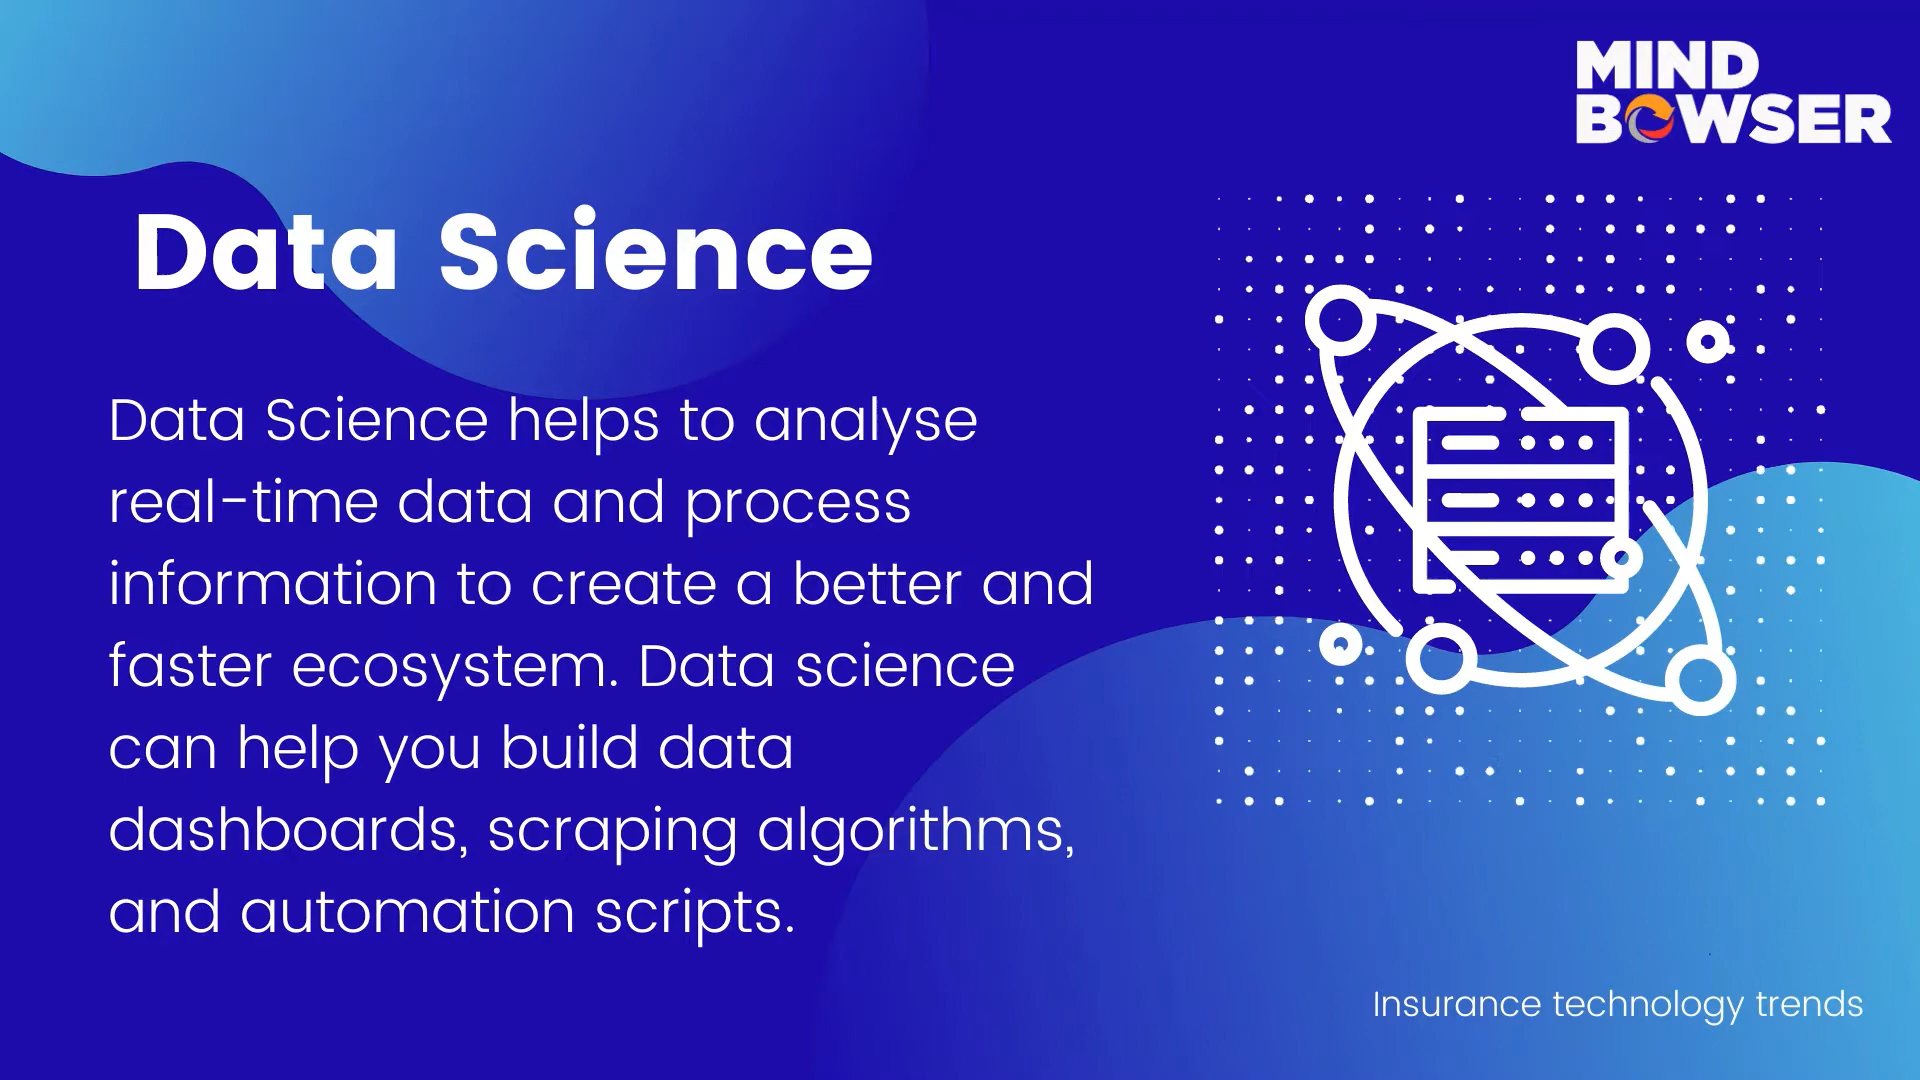 MIND
BOWSER
Data Science
Data Science helps to analyse
real-time data and process
information to create a better and
faster ecosystem. Data science
can help you build data
dashboards, scraping algorithms,
and automation scripts.
Insurance technology trends